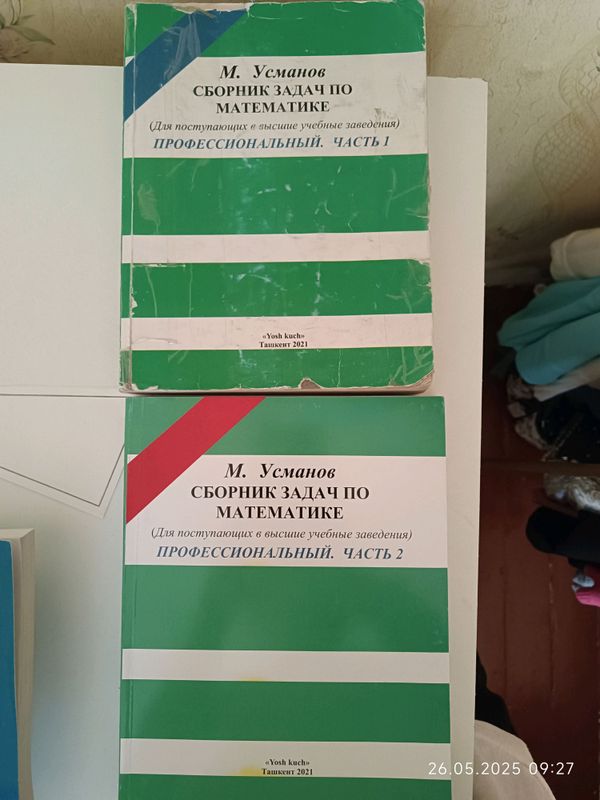 М. Усманов
СБОРНИК ЗАДАЧ ПО
МАТЕМАТИКЕ
(Для поступающих в высшие учебные заведения)
ПРОФЕССИОНАЛЬНЫЙ. ЧАСТЬ 1
«Yosh kuch»
Ташкент 2021
М. Усманов
СБОРНИК ЗАДАЧ ПО
МАТЕМАТИКЕ
(Для поступающих в высшие учебные заведения)
ПРОФЕССИОНАЛЬНЫЙ. ЧАСТЬ 2
«Yosh kuch»
Ташкент 2021
26.05.2025 09:27